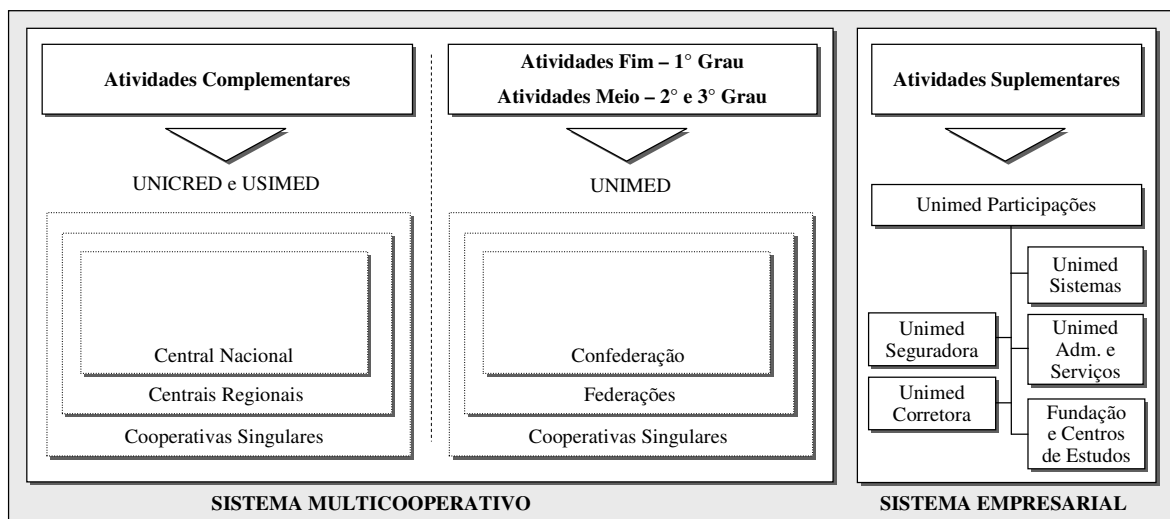 Atividades Complementares
UNICRED e USIMED
Central Nacional
Centrais Regionais
Cooperativas Singulares
Atividades Fim – 1° Grau
Atividades Meio – 2° e 3° Grau
UNIMED
Confederação
Federações
Cooperativas Singulares
SISTEMA MULTICOOPERATIVO
Atividades Suplementares
Unimed Participações
Unimed
Sistemas
Unimed
Seguradora
Unimed
Adm. e
Serviços
Unimed
Corretora
Fundação
e Centros
de Estudos
SISTEMA EMPRESARIAL